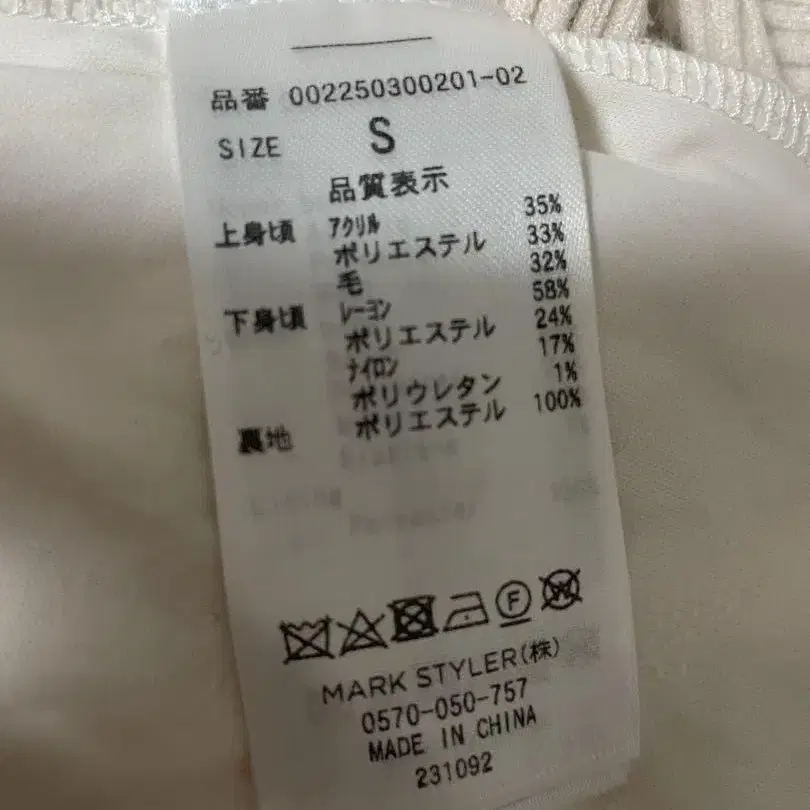 品番 002250300201-02
SIZE S
品質表示
上身頃 アクリル 35%
ポリエステル 33%
毛 32%
下身頃 レーヨン 58%
ポリエステル 24%
ナイロン 17%
ポリウレタン 1%
裏地 ポリエステル 100%
F W
MARK STYLER(株)
0570-050-757
MADE IN CHINA
231092